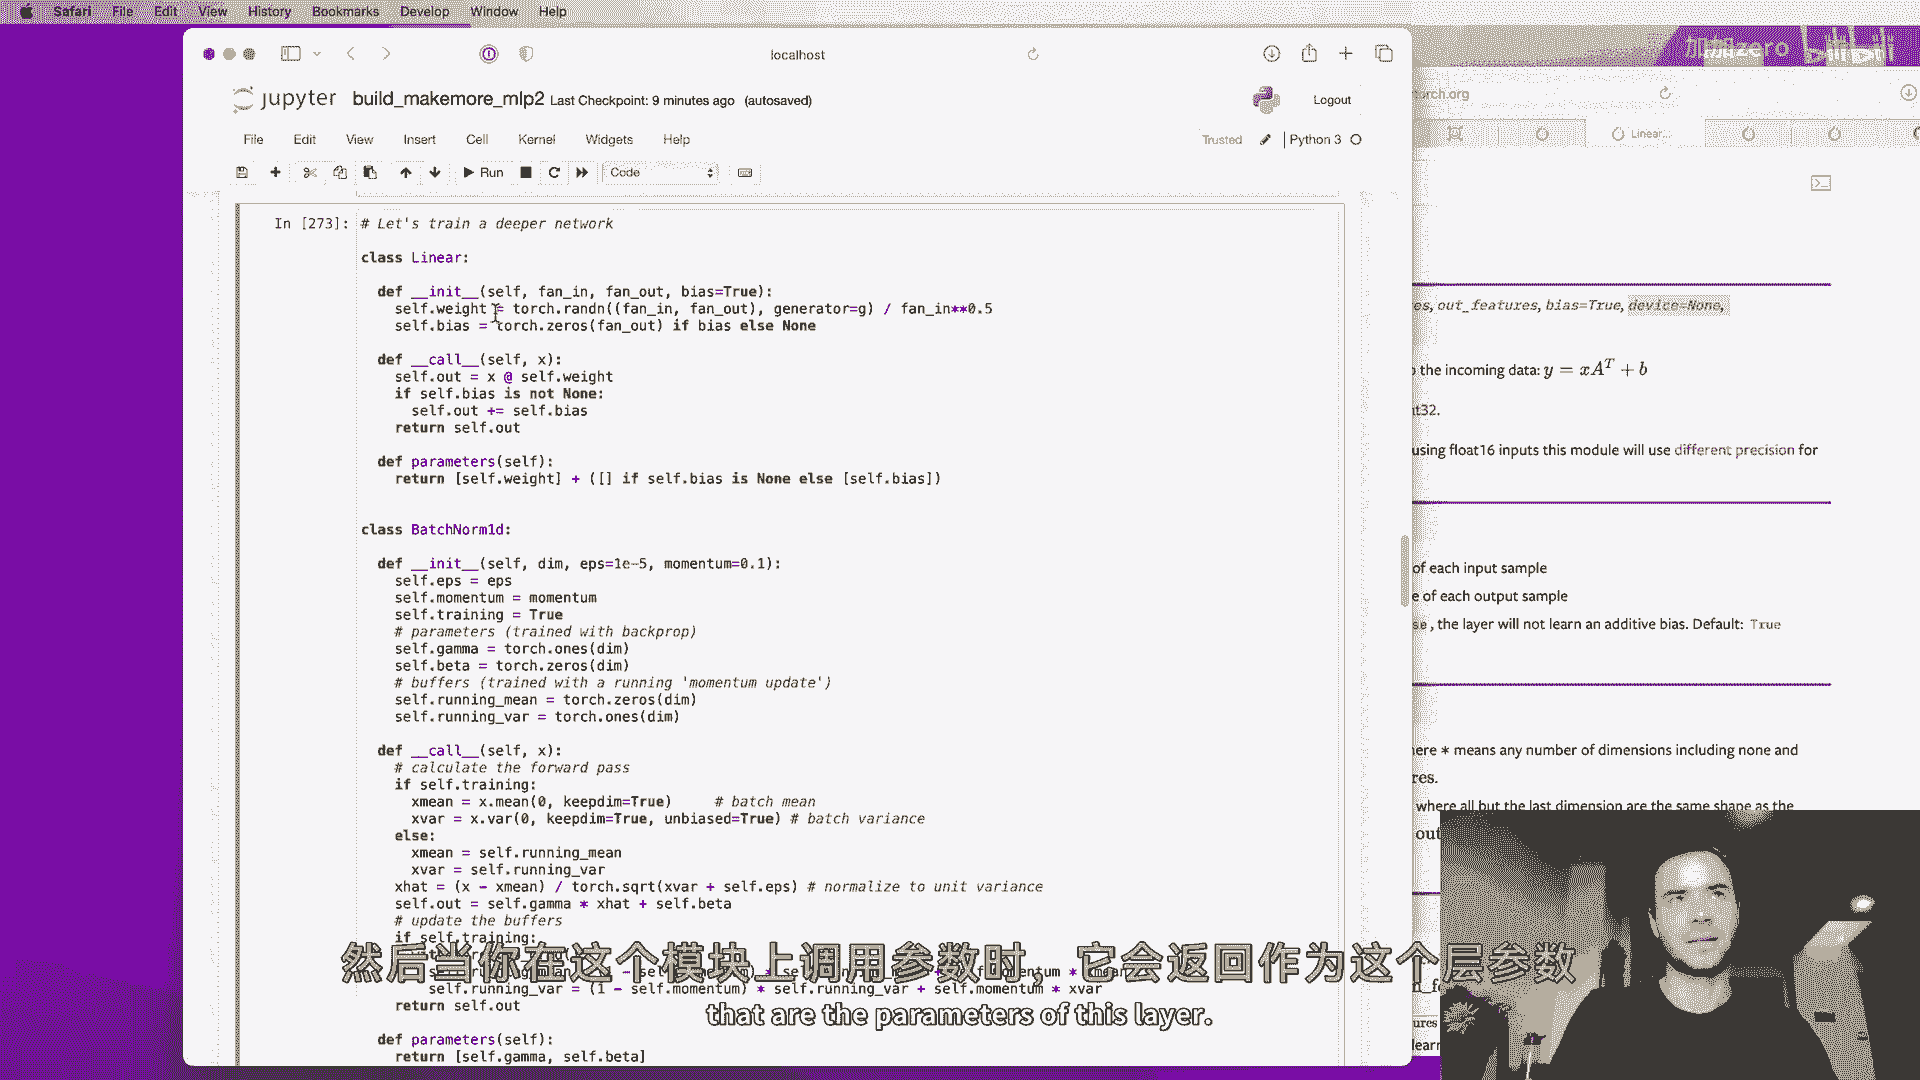 Safari File Edit View History Bookmarks Develop Window Help
localhost
加加zero bilibili
jupyter build_makemore_mlp2 Last Checkpoint: 9 minutes ago (autosaved)
Logout
File Edit View Insert Cell Kernel Widgets Help
Trusted Python 3
Run Code
In [273]: # Let's train a deeper network
class Linear:
def __init__(self, fan_in, fan_out, bias=True):
self.weight = torch.randn((fan_in, fan_out), generator=g) / fan_in**0.5
self.bias = torch.zeros(fan_out) if bias else None
def __call__(self, x):
self.out = x @ self.weight
if self.bias is not None:
self.out += self.bias
return self.out
def parameters(self):
return [self.weight] + ([] if self.bias is None else [self.bias])
class BatchNorm1d:
def __init__(self, dim, eps=1e-5, momentum=0.1):
self.eps = eps
self.momentum = momentum
self.training = True
# parameters (trained with backprop)
self.gamma = torch.ones(dim)
self.beta = torch.zeros(dim)
# buffers (trained with a running 'momentum update')
self.running_mean = torch.zeros(dim)
self.running_var = torch.ones(dim)
def __call__(self, x):
# calculate the forward pass
if self.training:
xmean = x.mean(0, keepdim=True) # batch mean
xvar = x.var(0, keepdim=True, unbiased=True) # batch variance
else:
xmean = self.running_mean
xvar = self.running_var
xhat = (x - xmean) / torch.sqrt(xvar + self.eps) # normalize to unit variance
self.out = self.gamma * xhat + self.beta
# update the buffers
if self.training:
self.running_var = (1 - self.momentum) * self.running_var + self.momentum * xvar
return self.out
def parameters(self):
return [self.gamma, self.beta]
torch.org
Linear...
es, out_features, bias=True, device=None,
the incoming data: y = xA^T + b
t32.
using float16 inputs this module will use different precision for
of each input sample
e of each output sample
se, the layer will not learn an additive bias. Default: True
here * means any number of dimensions including none and
res.
where all but the last dimension are the same shape as the
out
然后当你在这个模块上调用参数时，它会返回作为这个层参数
that are the parameters of this layer.